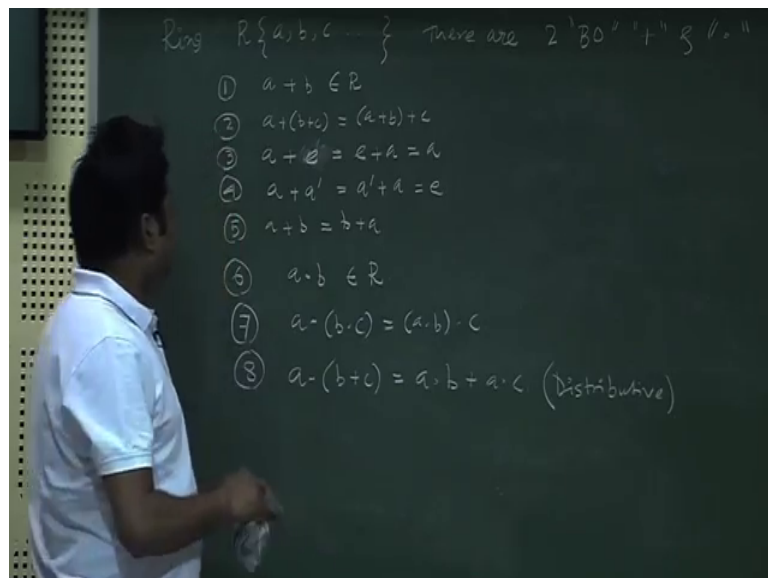 Ring R{a, b, c ....} There are 2 "BO" "+" & "."
① a + b ∈ R
② a+(b+c) = (a+b)+c
③ a + e = e + a = a
④ a + a' = a' + a = e
⑤ a + b = b + a
⑥ a . b ∈ R
⑦ a . (b . c) = (a . b) . c
⑧ a . (b + c) = a . b + a . c. (Distributive)